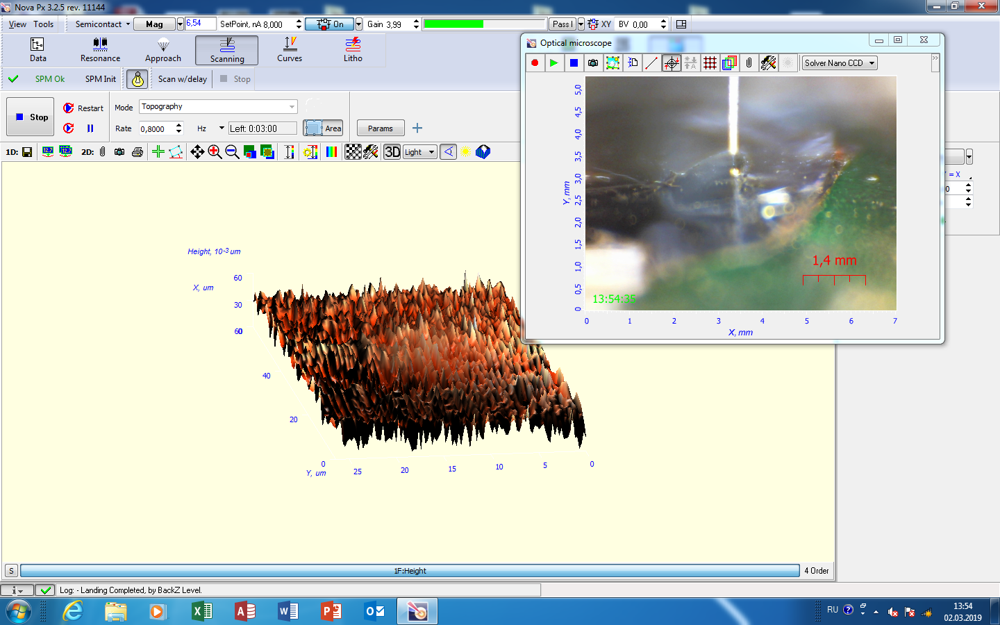 Nova Px 3.2.5 rev. 11144
View Tools Semicontact Mag 6,54 SetPoint, nA 8,000 On Gain 3,99 Pass I XY BV 0,00
Data Resonance Approach Scanning Curves Litho
SPM Ok SPM Init Scan w/delay Stop
Stop Restart Mode Topography
Rate 0,8000 Hz Left: 0:03:00 Area Params
1D: 2D: 3D Light
Optical microscope
Solver Nano CCD
5,0
4,5
4,0
3,5
3,0
2,5
2,0
1,5
1,0
0,5
0
Y, mm
1,4 mm
13:54:35
0 1 2 3 4 5 6 7
X, mm
= X
0
Height, 10-3 um
60
X, um
30
60
40
20
0
Y, um
25 20 15 10 5 0
S 1F:Height 4 Order
Log: - Landing Completed, by BackZ Level.
RU 13:54
02.03.2019